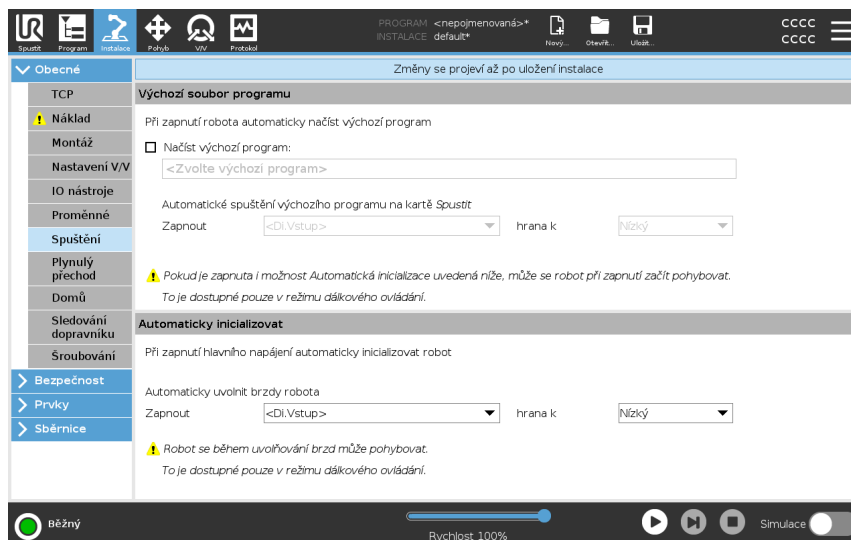 PROGRAM <nepojmenovaná>*
INSTALACE default*
cccc
cccc
Spustit
Program
Instalace
Pohyb
V/V
Protokol
Nový...
Otevřít...
Uložit...
Obecné
TCP
Náklad
Montáž
Nastavení V/V
IO nástroje
Proměnné
Spuštění
Plynulý
přechod
Domů
Sledování
dopravníku
Šroubování
Bezpečnost
Prvky
Sběrnice
Změny se projeví až po uložení instalace
Výchozí soubor programu
Při zapnutí robota automaticky načíst výchozí program
Načíst výchozí program:
<Zvolte výchozí program>
Automatické spuštění výchozího programu na kartě Spustit
Zapnout <Di.Vstup> hrana k Nízký
Pokud je zapnuta i možnost Automatická inicializace uvedená níže, může se robot při zapnutí začít pohybovat.
To je dostupné pouze v režimu dálkového ovládání.
Automaticky inicializovat
Při zapnutí hlavního napájení automaticky inicializovat robot
Automaticky uvolnit brzdy robota
Zapnout <Di.Vstup> hrana k Nízký
Robot se během uvolňování brzd může pohybovat.
To je dostupné pouze v režimu dálkového ovládání.
Běžný
Rychlost 100%
Simulace